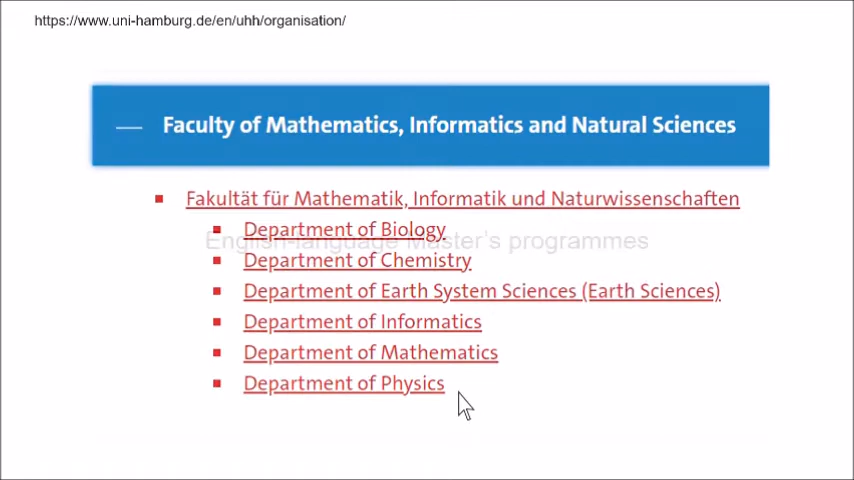 https://www.uni-hamburg.de/en/uhh/organisation/
Faculty of Mathematics, Informatics and Natural Sciences
Fakultät für Mathematik, Informatik und Naturwissenschaften
Department of Biology
English-language Master's programmes
Department of Chemistry
Department of Earth System Sciences (Earth Sciences)
Department of Informatics
Department of Mathematics
Department of Physics